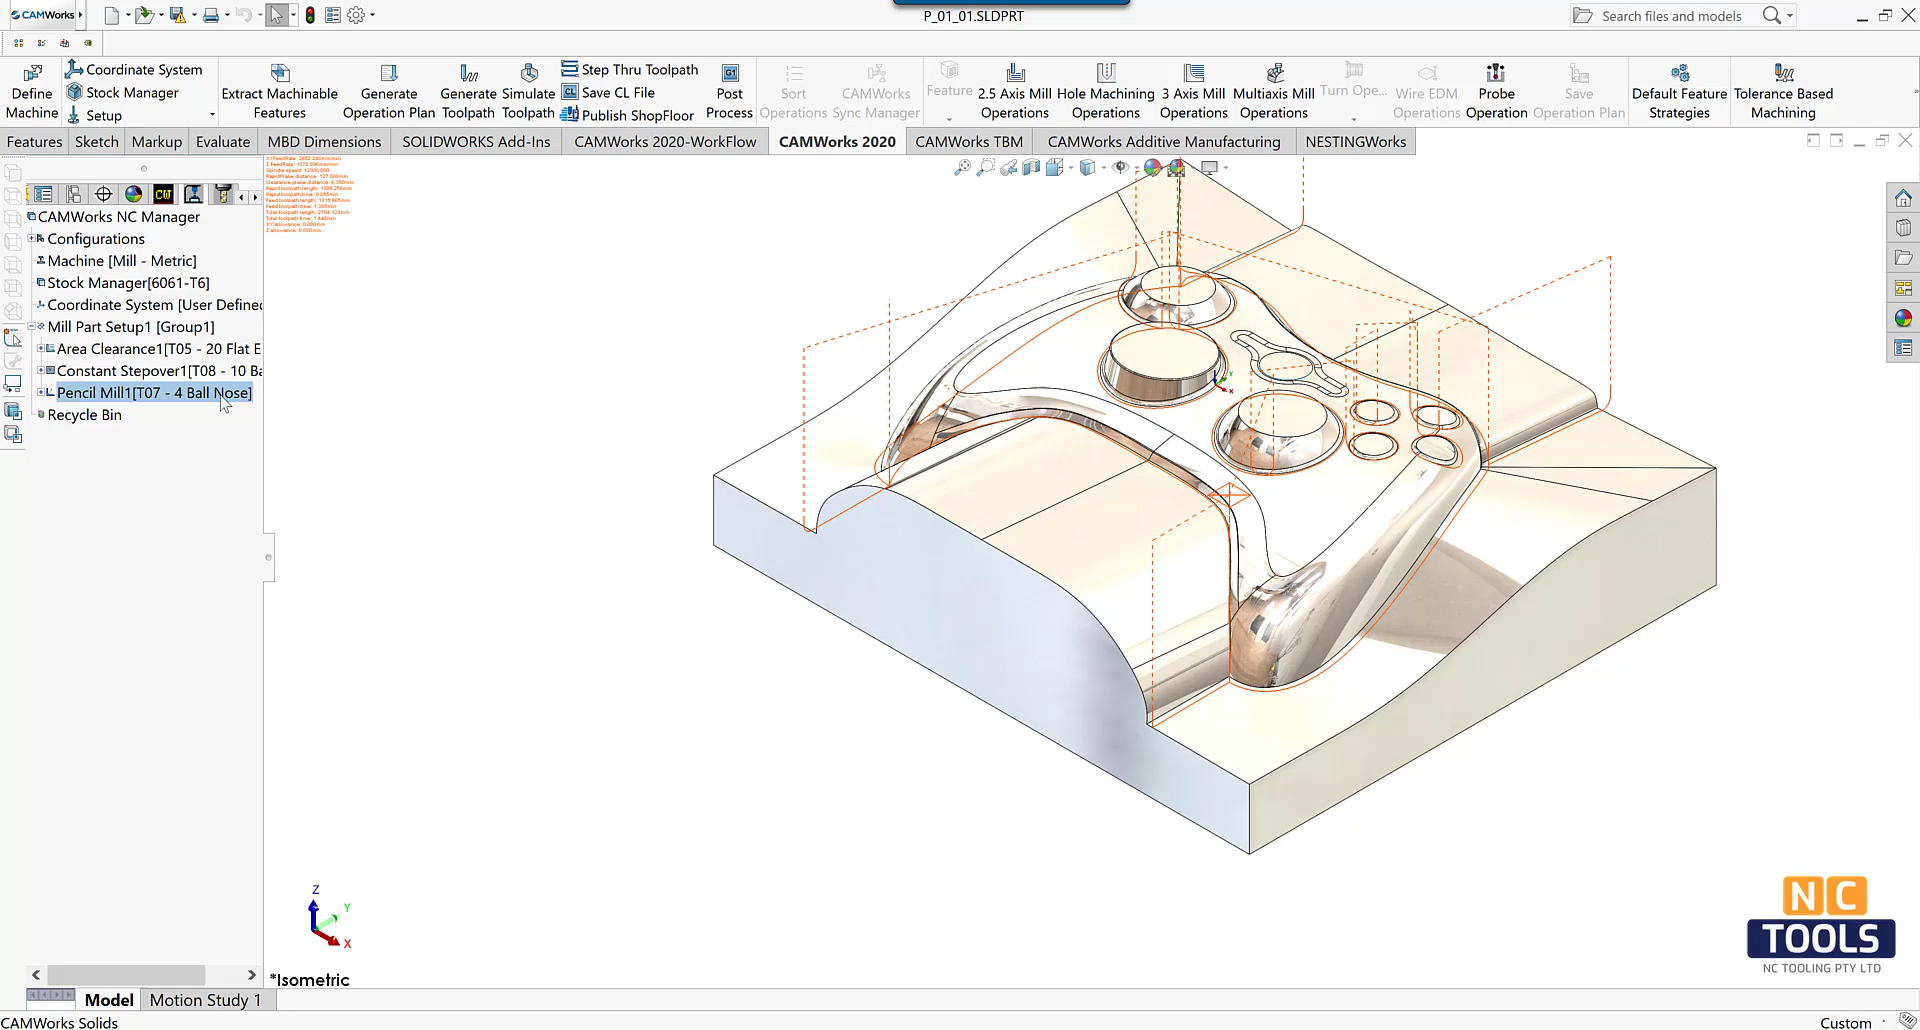 CAMWorks
P_01_01.SLDPRT
Search files and models
Define Machine
Coordinate System
Stock Manager
Setup
Extract Machinable Features
Generate Operation Plan
Generate Toolpath
Simulate Toolpath
Step Thru Toolpath
Save CL File
Publish ShopFloor
Post Process
Sort Operations
CAMWorks Sync Manager
Feature
2.5 Axis Mill Operations
Hole Machining Operations
3 Axis Mill Operations
Multiaxis Mill Operations
Turn Ope...
Wire EDM Operations
Probe Operation
Save Operation Plan
Default Feature Strategies
Tolerance Based Machining
Features
Sketch
Markup
Evaluate
MBD Dimensions
SOLIDWORKS Add-Ins
CAMWorks 2020-WorkFlow
CAMWorks 2020
CAMWorks TBM
CAMWorks Additive Manufacturing
NESTINGWorks
CAMWorks NC Manager
Configurations
Machine [Mill - Metric]
Stock Manager[6061-T6]
Coordinate System [User Define
Mill Part Setup1 [Group1]
Area Clearance1[T05 - 20 Flat E
Constant Stepover1[T08 - 10 Ba
Pencil Mill1[T07 - 4 Ball Nose]
Recycle Bin
Z
Y
X
*Isometric
NC
TOOLS
NC TOOLING PTY LTD
Model
Motion Study 1
CAMWorks Solids
Custom